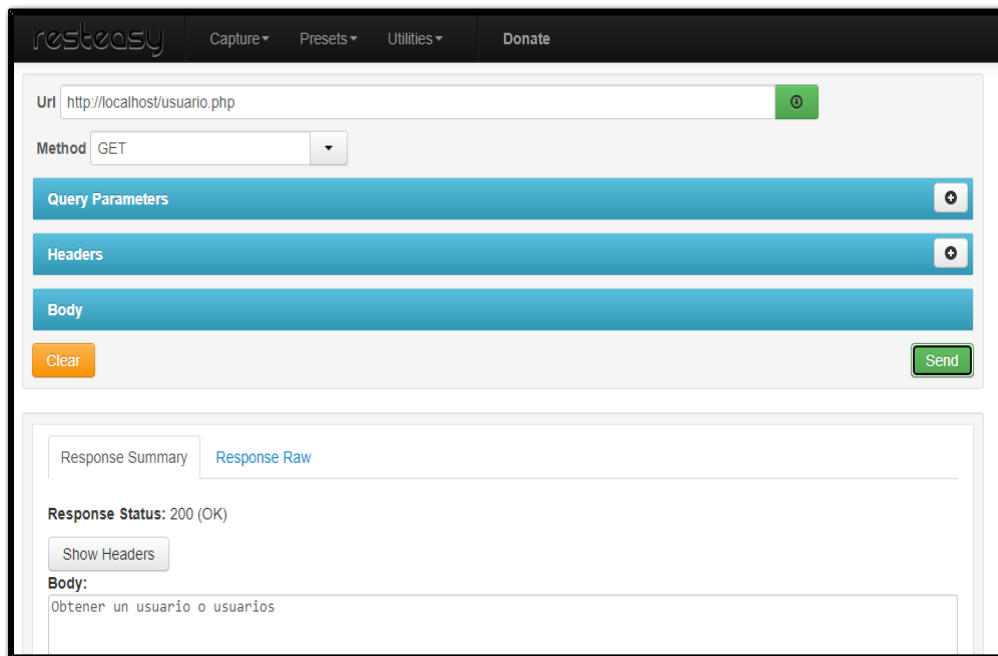 resteasy Capture Presets Utilities Donate
Url http://localhost/usuario.php
Method GET
Query Parameters
Headers
Body
Clear Send
Response Summary Response Raw
Response Status: 200 (OK)
Show Headers
Body:
Obtener un usuario o usuarios